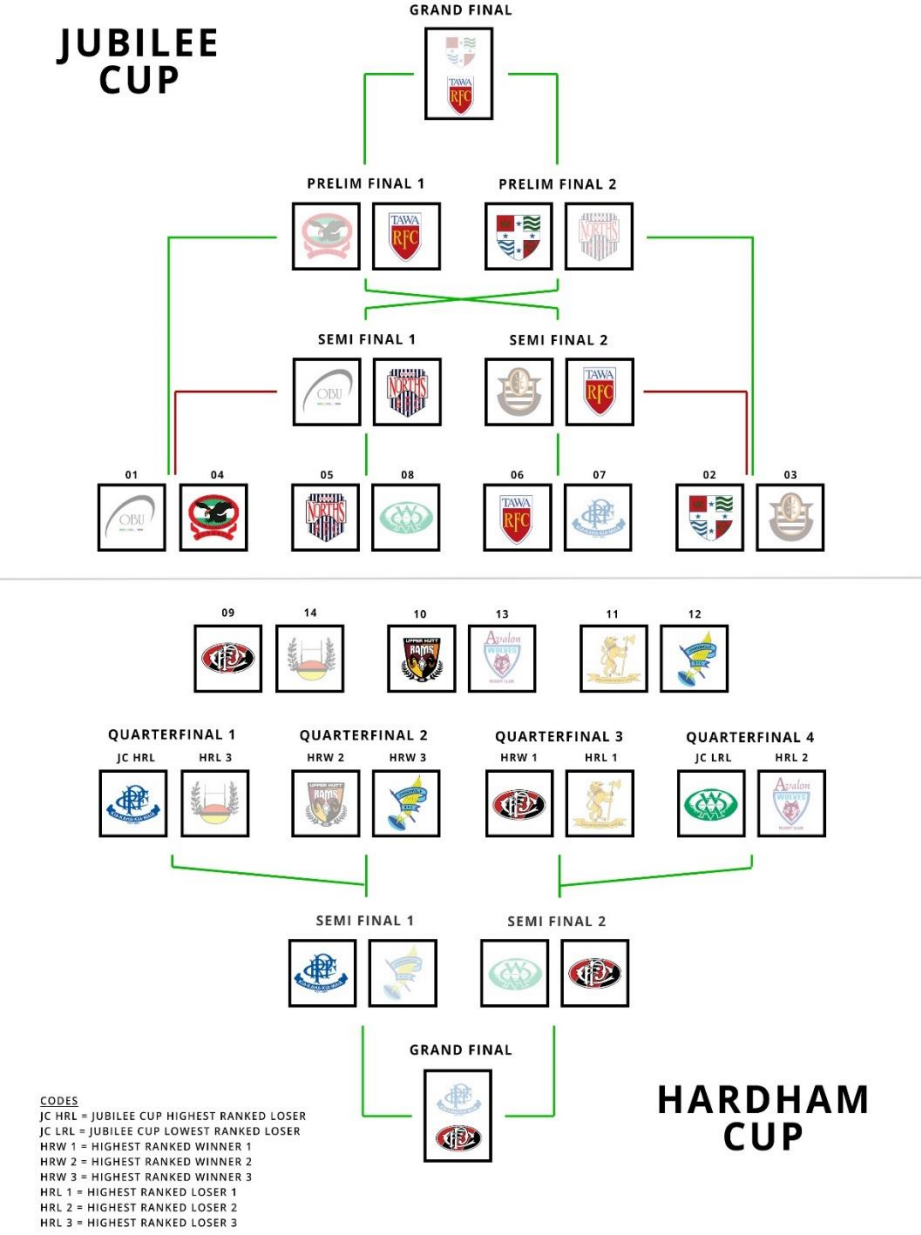 GRAND FINAL
JUBILEE
CUP
TAWA
RFC
PRELIM FINAL 1
PRELIM FINAL 2
TAWA
RFC
NORTHS
SEMI FINAL 1
SEMI FINAL 2
OBU
NORTHS
TAWA
RFC
01
04
05
08
06
07
02
03
OBU
NORTHS
TAWA
RFC
09
14
10
13
11
12
UPPER HUTT
RAMS
Avalon
WOLVES
RUGBY CLUB
QUARTERFINAL 1
QUARTERFINAL 2
QUARTERFINAL 3
QUARTERFINAL 4
JC HRL
HRL 3
HRW 2
HRW 3
HRW 1
HRL 1
JC LRL
HRL 2
UPPER HUTT
RAMS
Avalon
WOLVES
RUGBY CLUB
SEMI FINAL 1
SEMI FINAL 2
GRAND FINAL
HARDHAM
CUP
CODES
JC HRL = JUBILEE CUP HIGHEST RANKED LOSER
JC LRL = JUBILEE CUP LOWEST RANKED LOSER
HRW 1 = HIGHEST RANKED WINNER 1
HRW 2 = HIGHEST RANKED WINNER 2
HRW 3 = HIGHEST RANKED WINNER 3
HRL 1 = HIGHEST RANKED LOSER 1
HRL 2 = HIGHEST RANKED LOSER 2
HRL 3 = HIGHEST RANKED LOSER 3